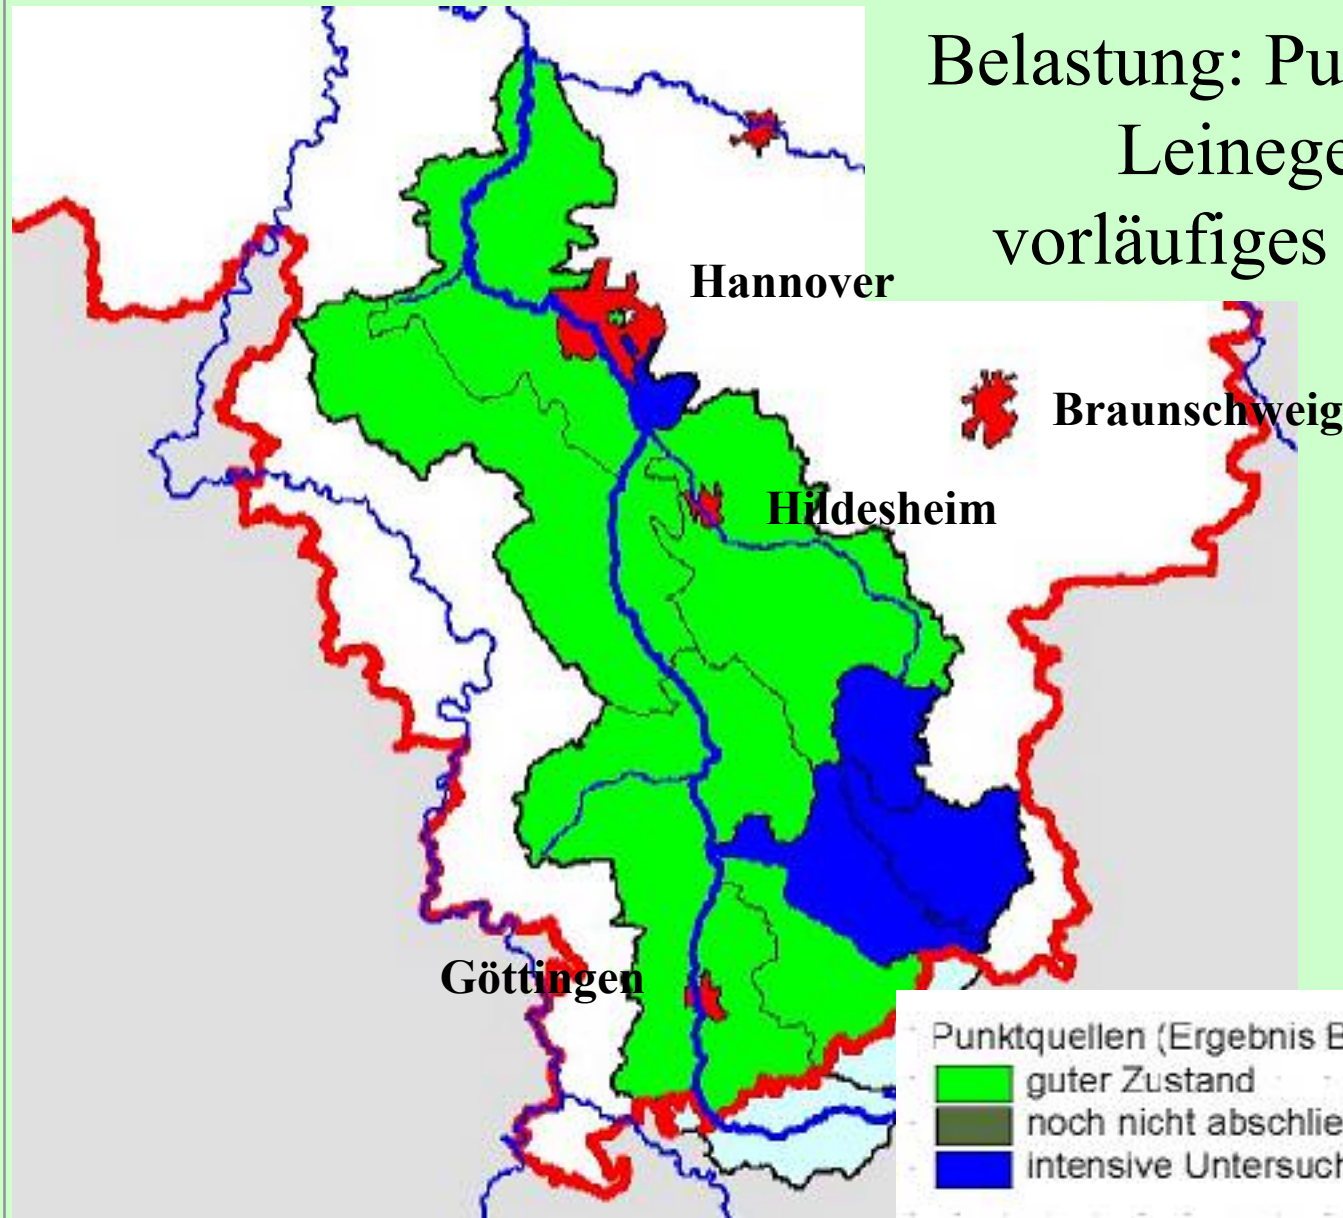 Belastung: Pu
Leinege
vorläufiges
Hannover
Braunschweig
Hildesheim
Göttingen
Punktquellen (Ergebnis B
guter Zustand
noch nicht abschlie
intensive Untersuch